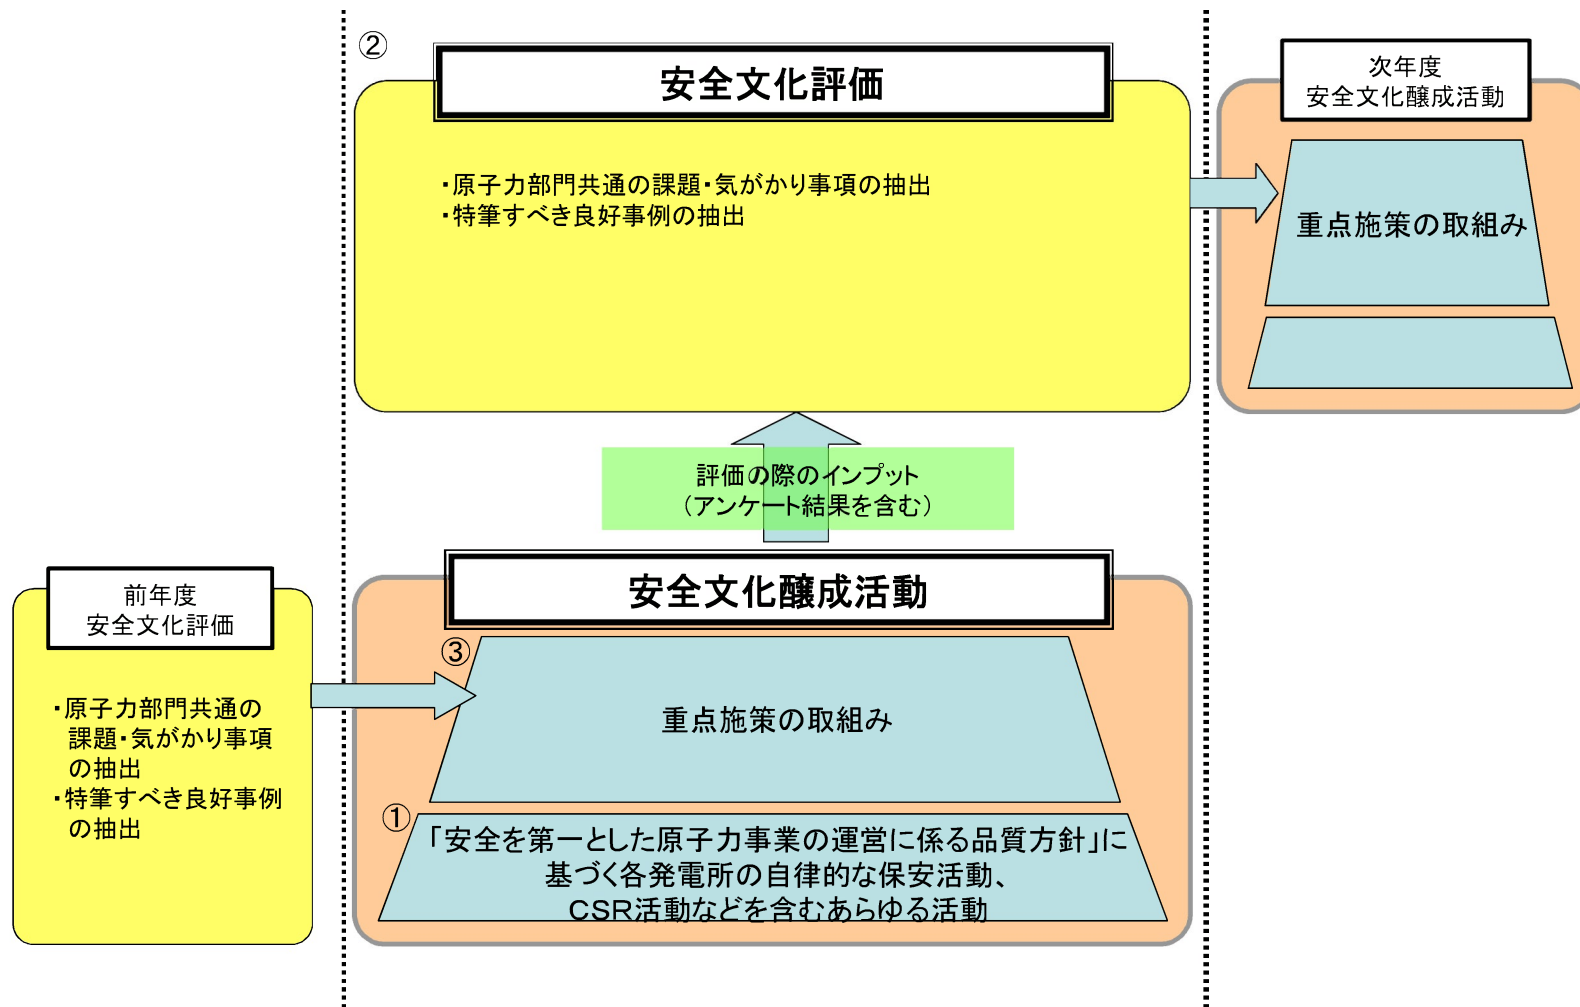 ②
安全文化評価
・原子力部門共通の課題・気がかり事項の抽出
・特筆すべき良好事例の抽出
次年度
安全文化醸成活動
重点施策の取組み
評価の際のインプット
（アンケート結果を含む）
前年度
安全文化評価
・原子力部門共通の
課題・気がかり事項
の抽出
・特筆すべき良好事例
の抽出
安全文化醸成活動
③
重点施策の取組み
①
「安全を第一とした原子力事業の運営に係る品質方針」に
基づく各発電所の自律的な保安活動、
CSR活動などを含むあらゆる活動